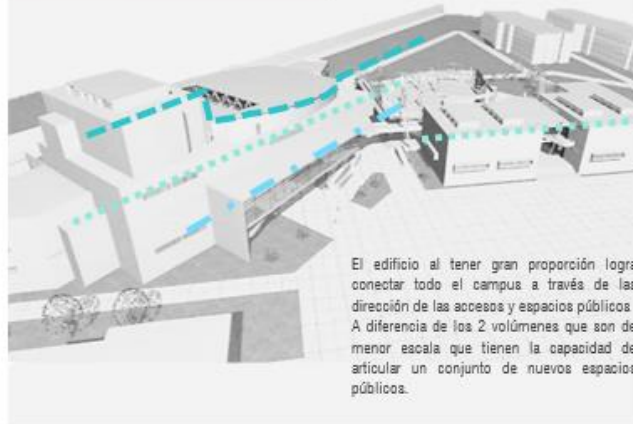 El edificio al tener gran proporción logra
conectar todo el campus a través de las
dirección de las accesos y espacios públicos
A diferencia de los 2 volúmenes que son de
menor escala que tienen la capacidad de
articular un conjunto de nuevos espacios
públicos.